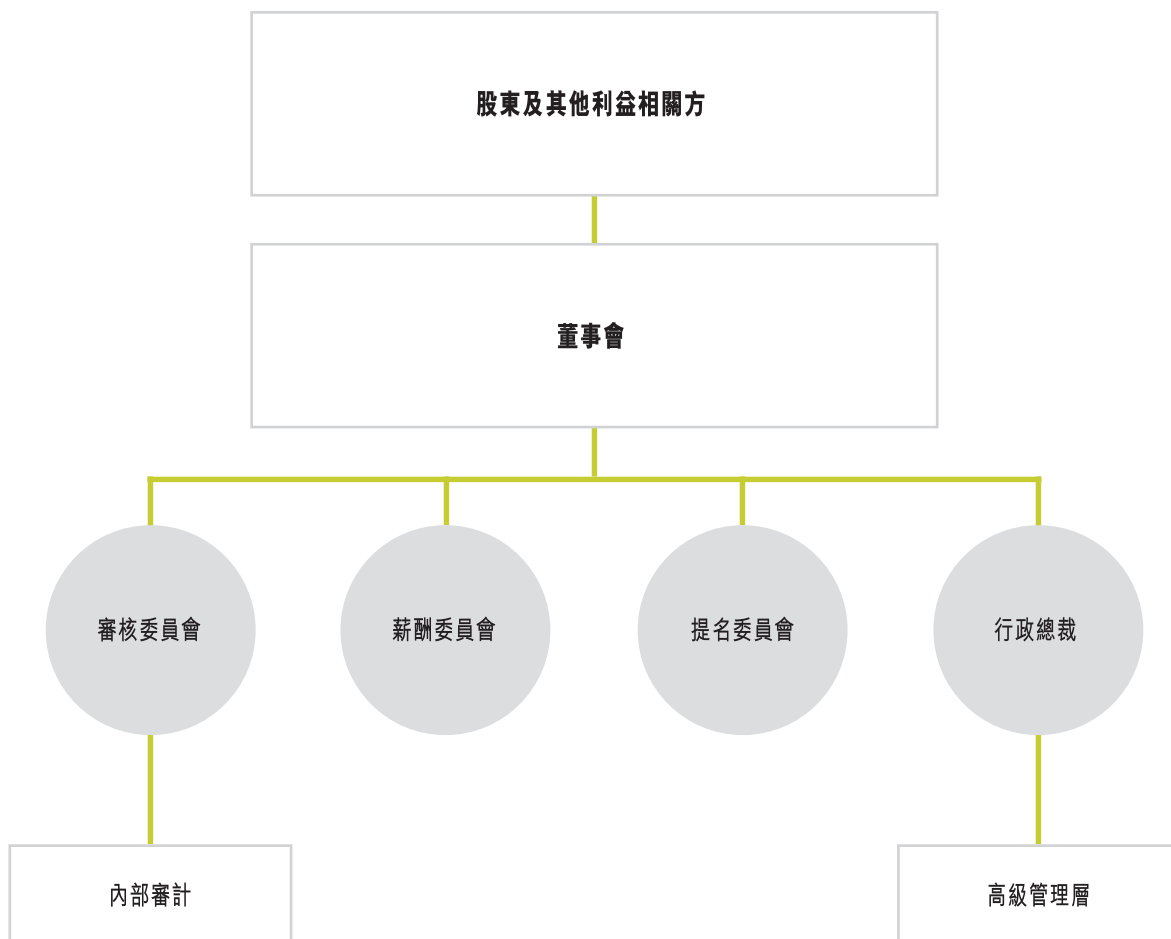 股東及其他利益相關方
董事會
審核委員會
薪酬委員會
提名委員會
行政總裁
內部審計
高級管理層